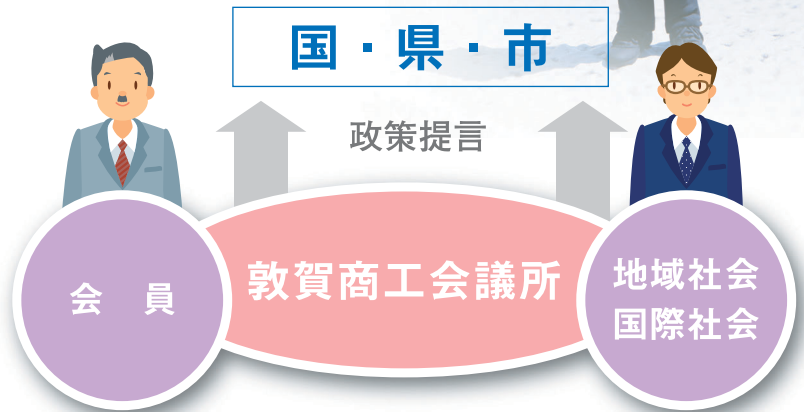 国・県・市
政策提言
会　員
敦賀商工会議所
地域社会
国際社会